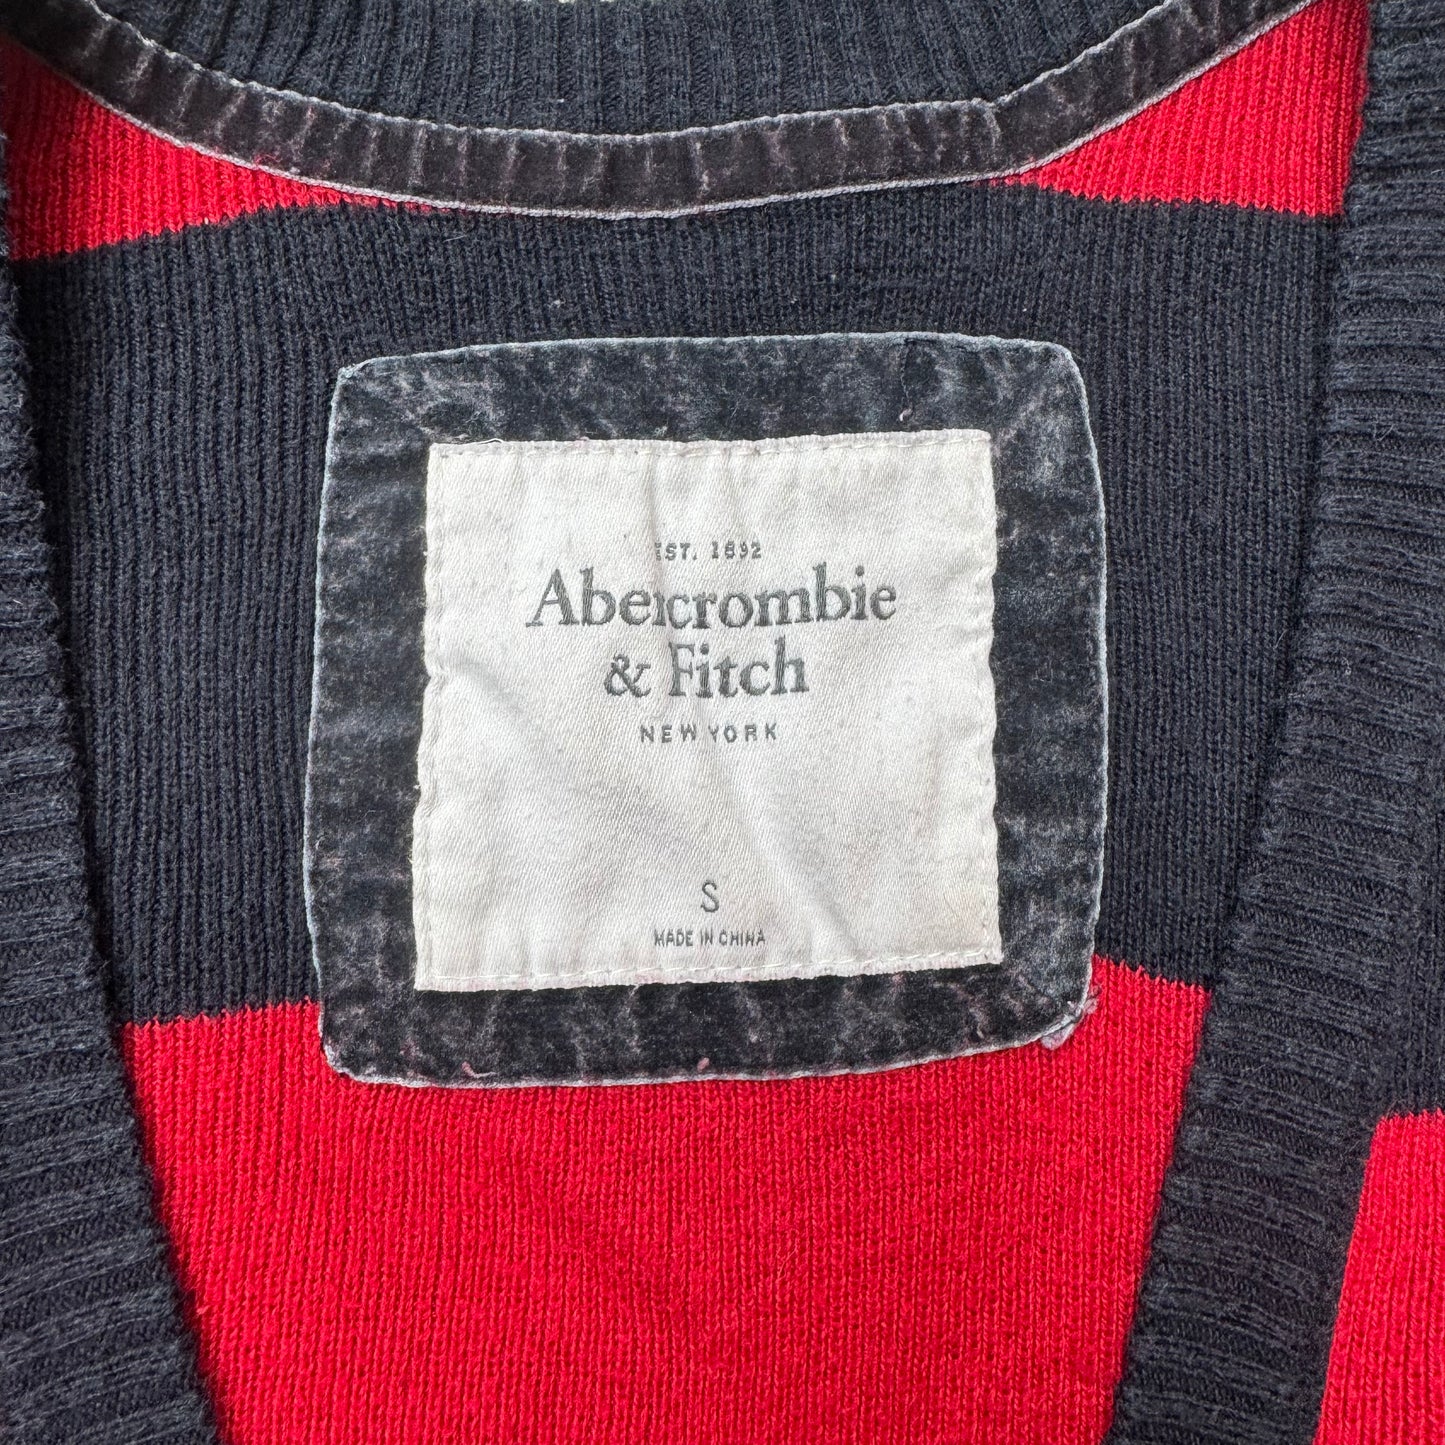 EST. 1892
Abercrombie
& Fitch
NEW YORK
S
MADE IN CHINA